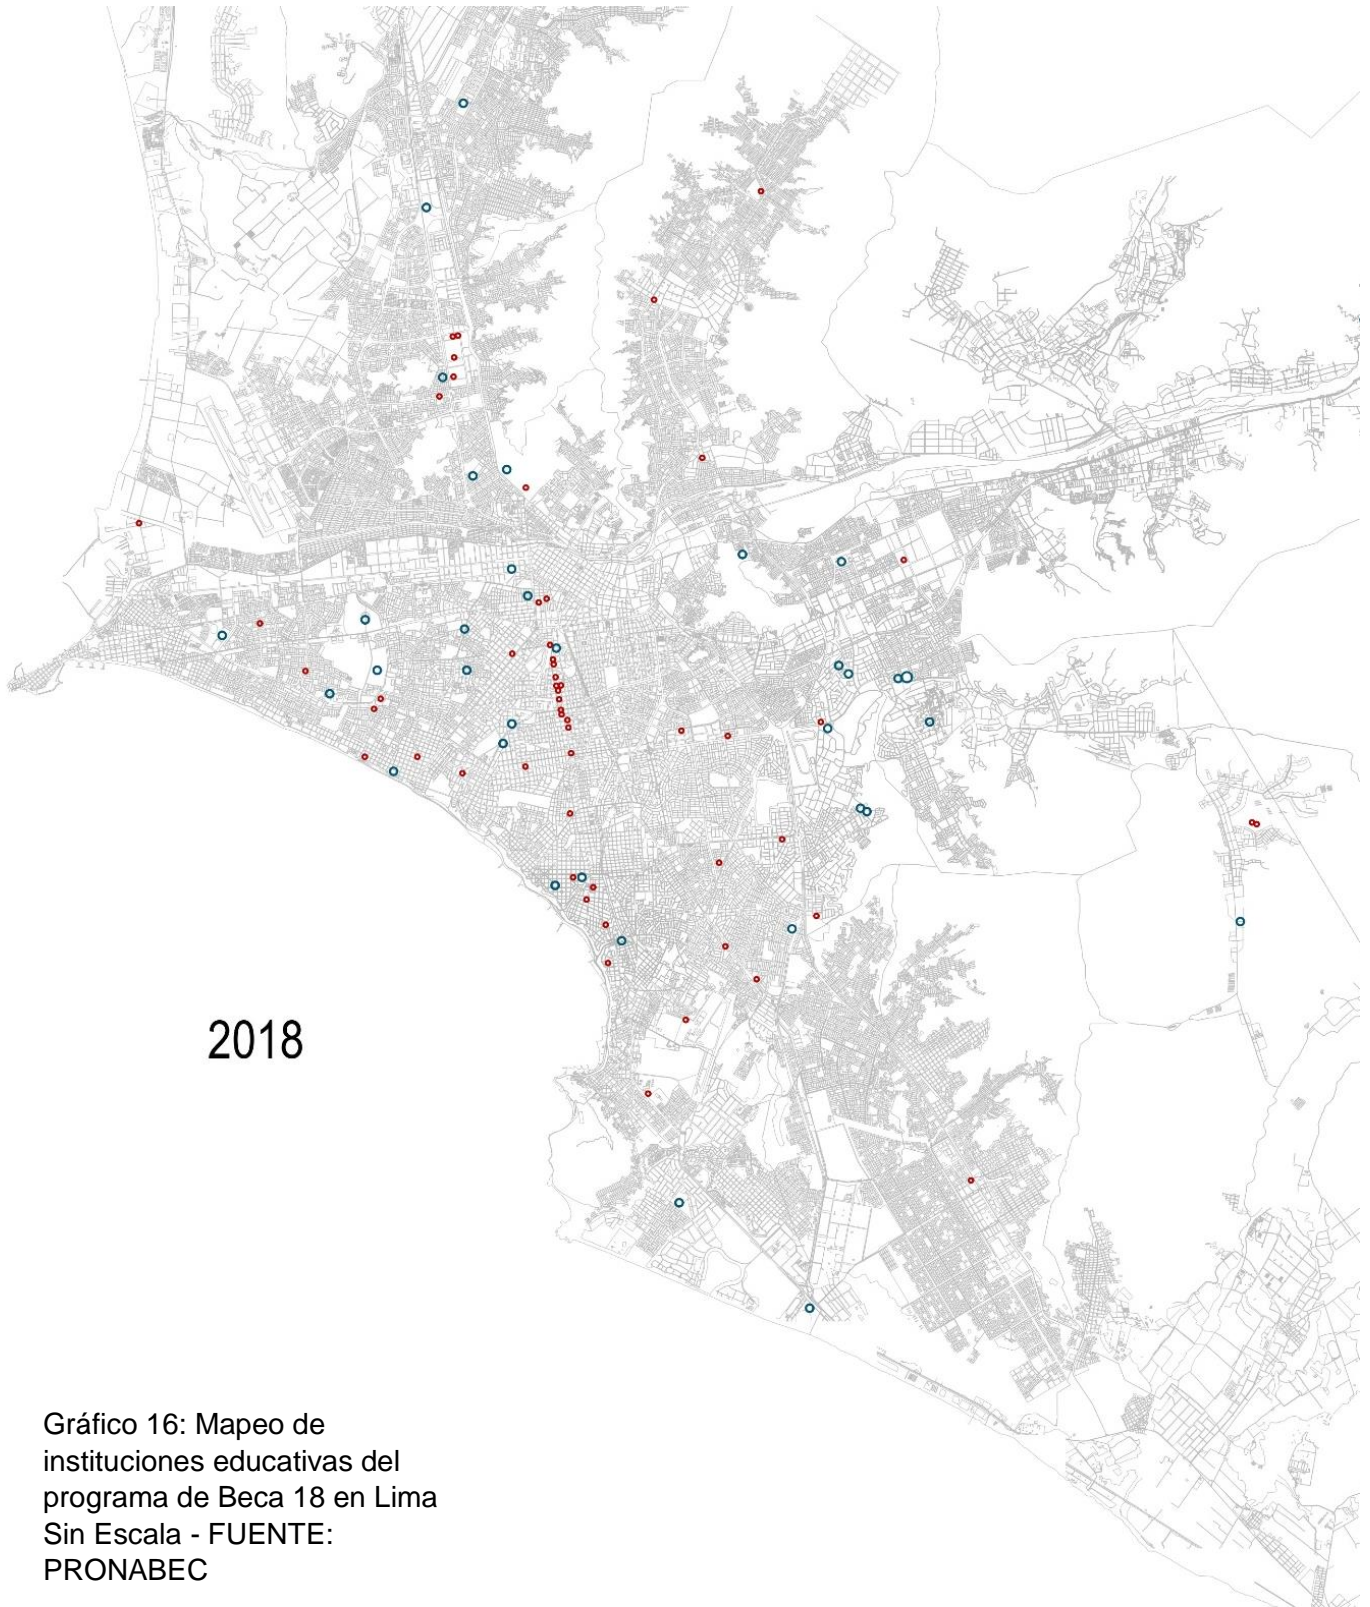 2018
Gráfico 16: Mapeo de
instituciones educativas del
programa de Beca 18 en Lima
Sin Escala - FUENTE:
PRONABEC